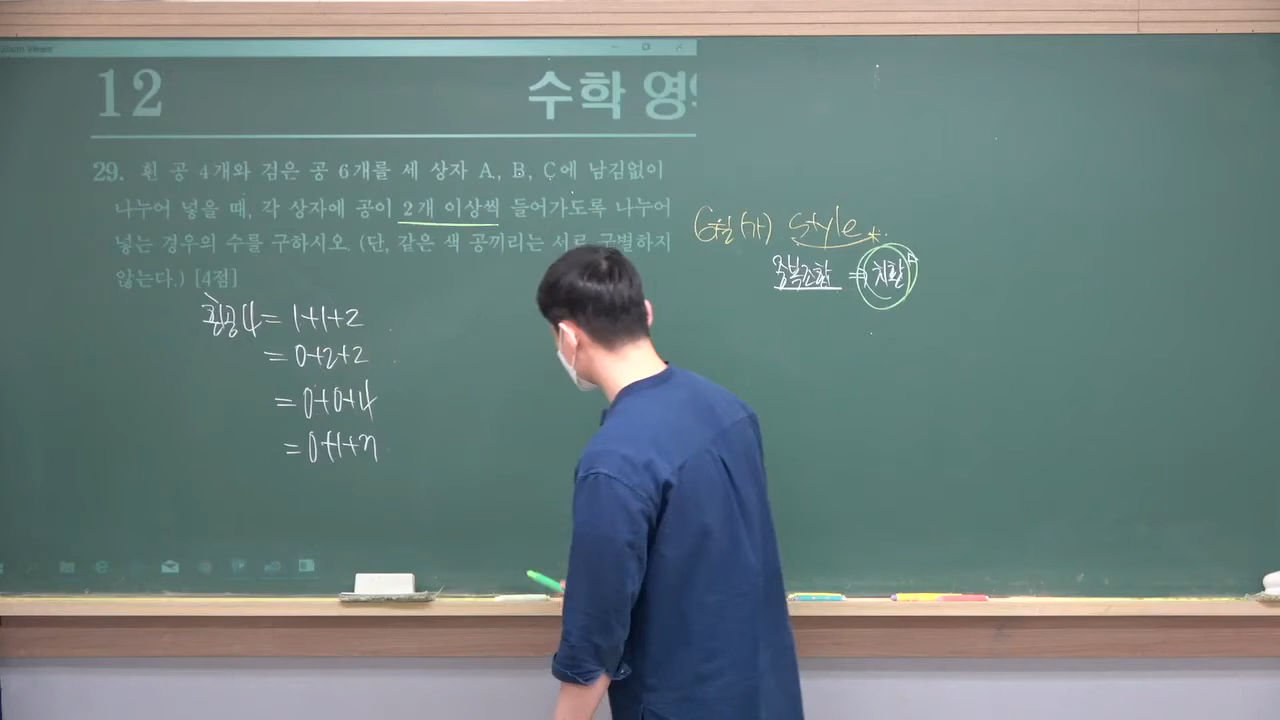 12
수학 영역
29. 흰 공 4개와 검은 공 6개를 세 상자 A, B, C에 남김없이
나누어 넣을 때, 각 상자에 공이 2개 이상씩 들어가도록 나누어
넣는 경우의 수를 구하시오. (단, 같은 색 공끼리는 서로 구별하지
않는다.) [4점]
흰공4 = 1+1+2
= 0+2+2
= 0+0+4
= 0+1+3
6월 (가) style
중복조합 ⇒ 치환